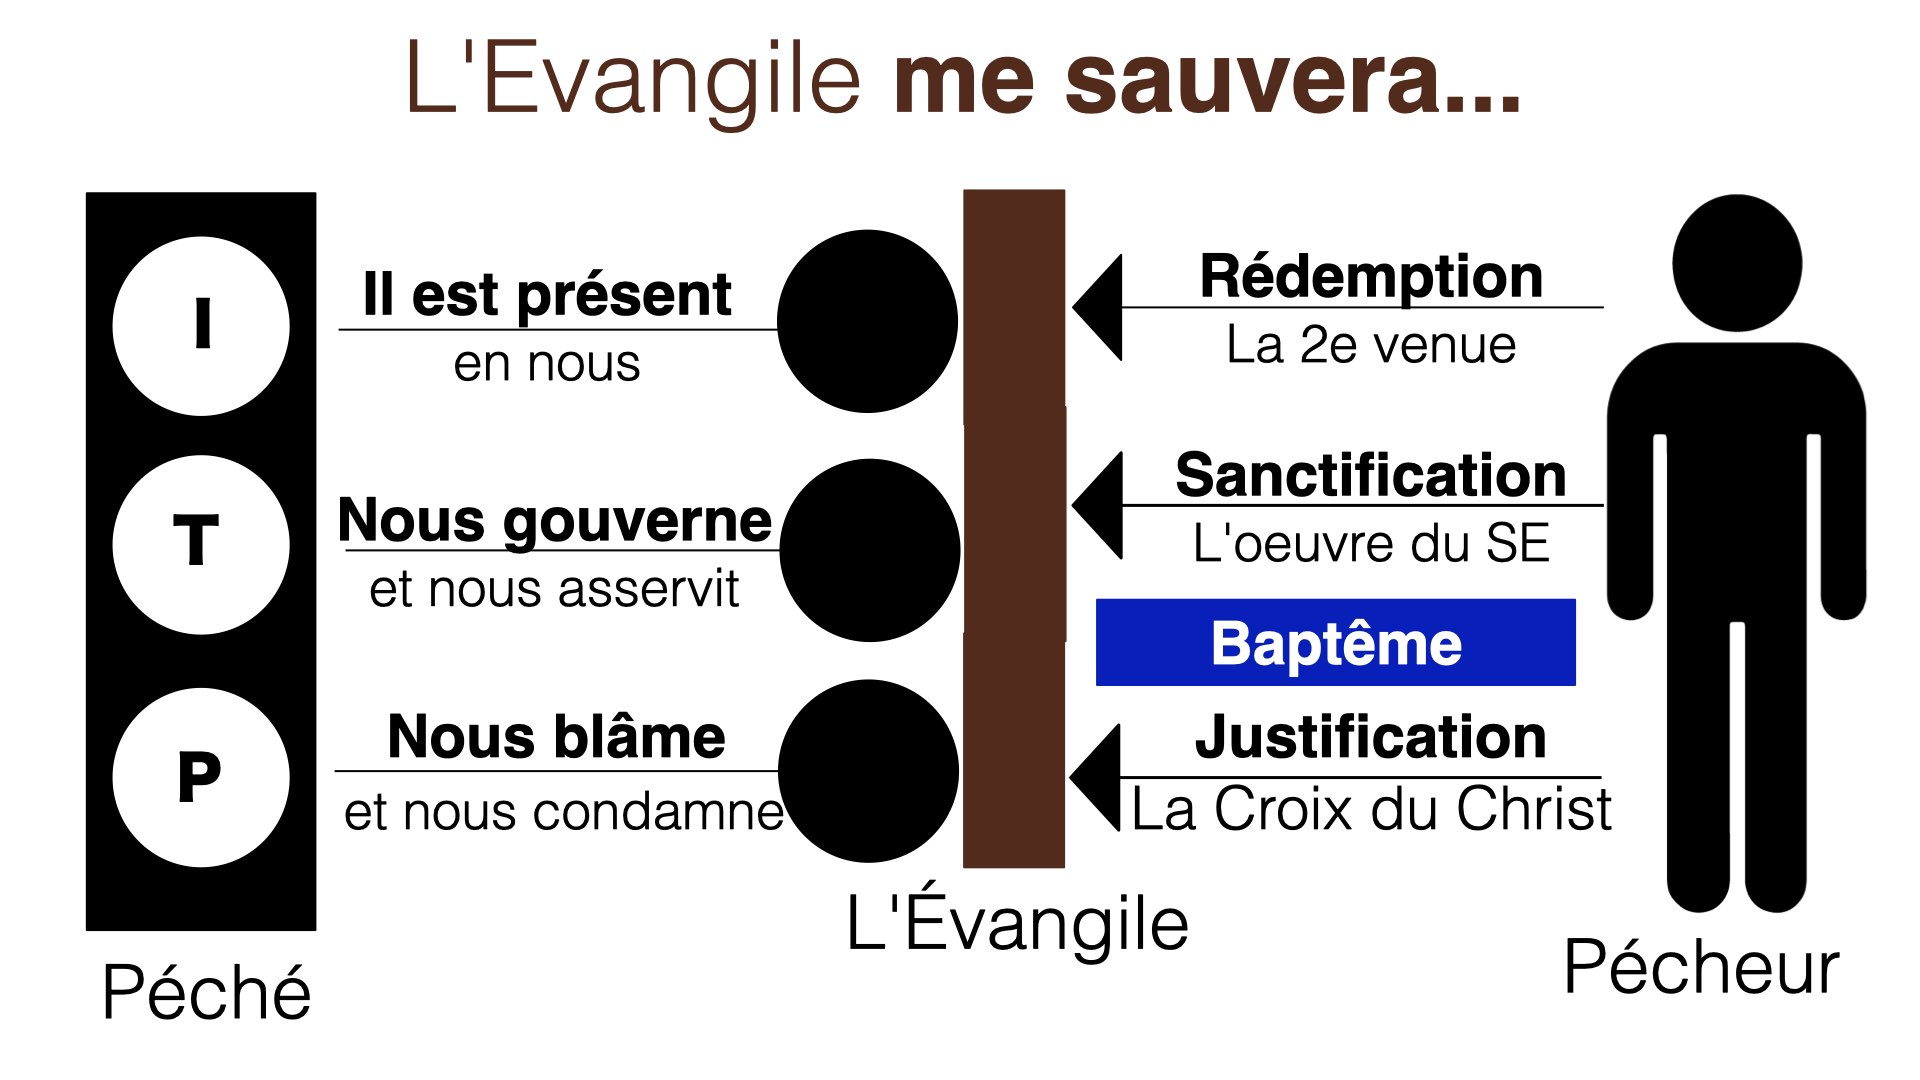 L'Evangile me sauvera...
I
Il est présent
en nous
Rédemption
La 2e venue
T
Nous gouverne
et nous asservit
Sanctification
L'oeuvre du SE
Baptême
P
Nous blâme
et nous condamne
Justification
La Croix du Christ
L'Évangile
Péché
Pécheur